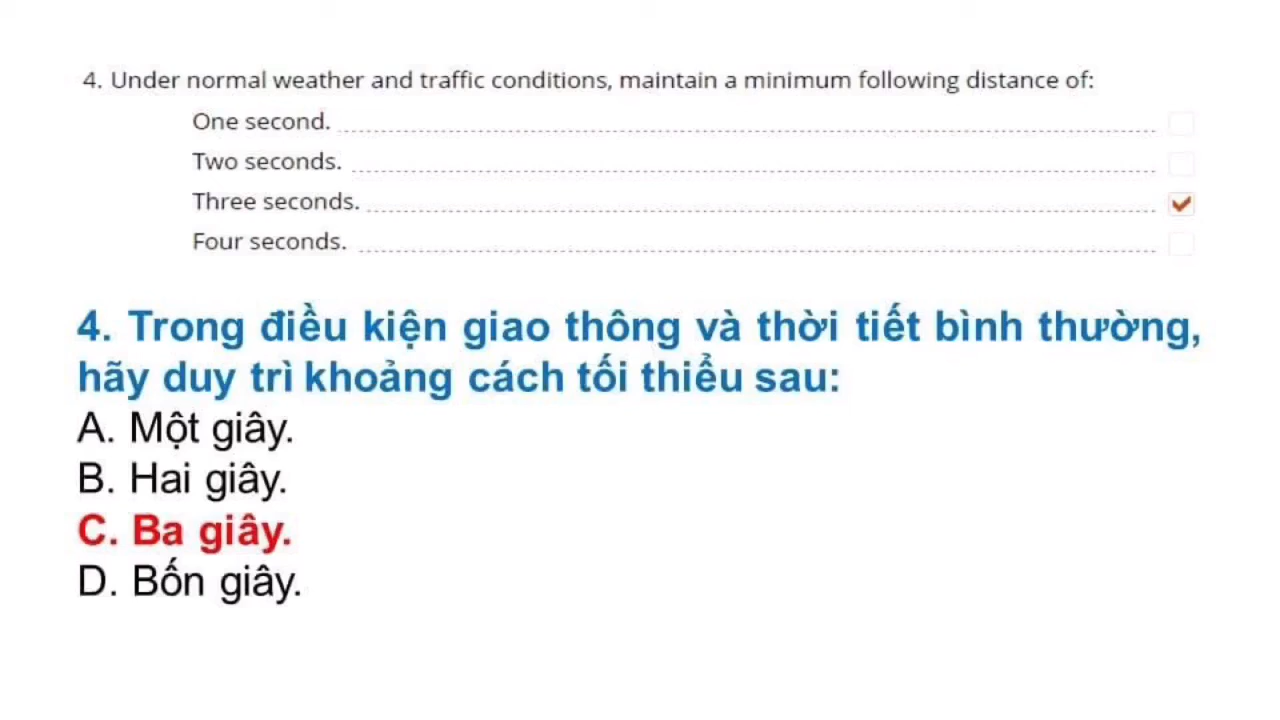 4. Under normal weather and traffic conditions, maintain a minimum following distance of:
One second.
Two seconds.
Three seconds.
Four seconds.
4. Trong điều kiện giao thông và thời tiết bình thường,
hãy duy trì khoảng cách tối thiểu sau:
A. Một giây.
B. Hai giây.
C. Ba giây.
D. Bốn giây.